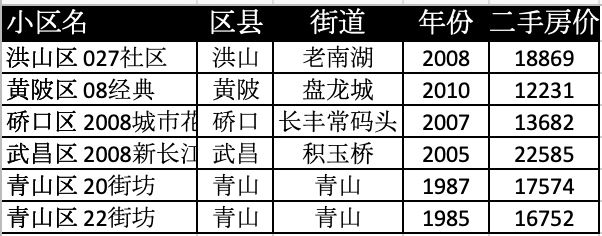 小区名 区县 街道 年份 二手房价
洪山区 027社区 洪山 老南湖 2008 18869
黄陂区 08经典 黄陂 盘龙城 2010 12231
硚口区 2008城市花 硚口 长丰常码头 2007 13682
武昌区 2008新长江 武昌 积玉桥 2005 22585
青山区 20街坊 青山 青山 1987 17574
青山区 22街坊 青山 青山 1985 16752